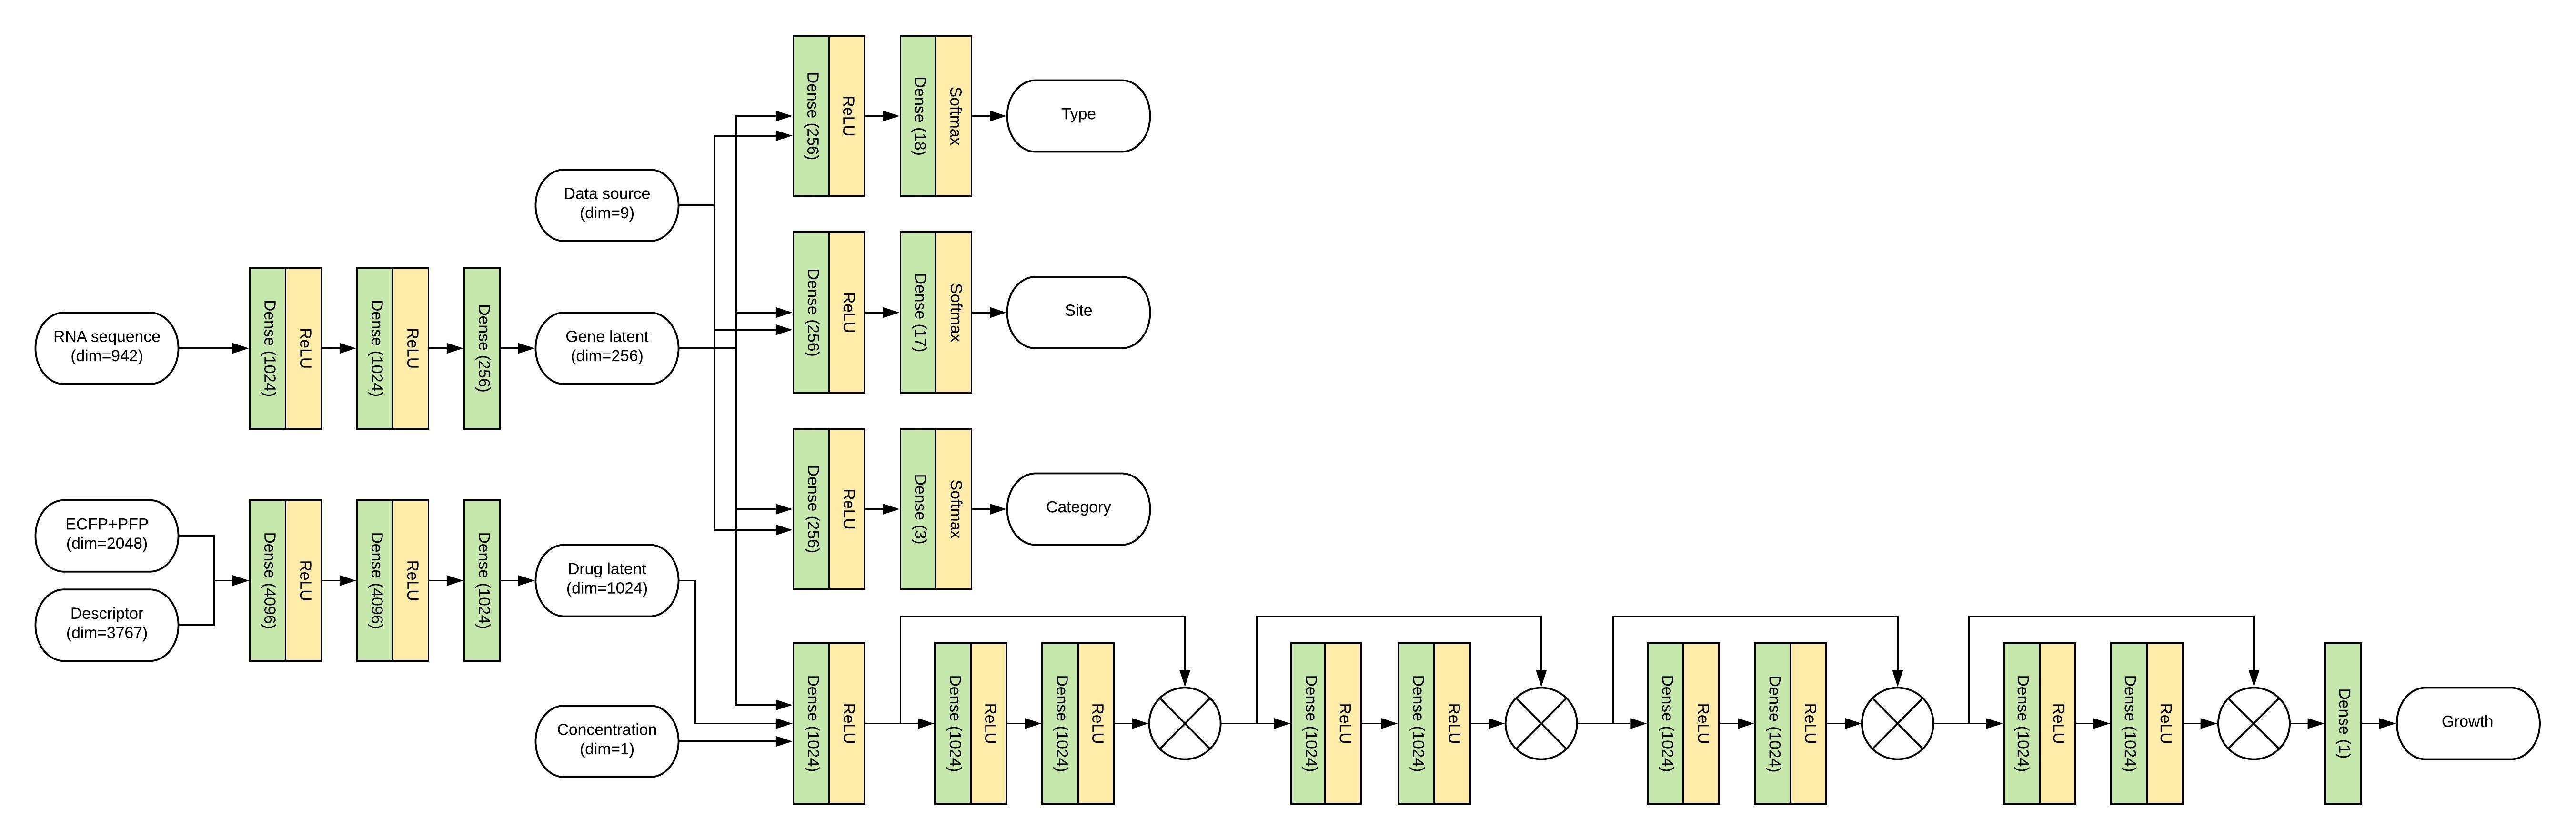 Dense (256)
ReLU
Dense (18)
Softmax
Type
Data source
(dim=9)
Dense (256)
ReLU
Dense (17)
Softmax
Site
RNA sequence
(dim=942)
Dense (1024)
ReLU
Dense (1024)
ReLU
Dense (256)
Gene latent
(dim=256)
Dense (256)
ReLU
Dense (3)
Softmax
Category
ECFP+PFP
(dim=2048)
Descriptor
(dim=3767)
Dense (4096)
ReLU
Dense (4096)
ReLU
Dense (1024)
Drug latent
(dim=1024)
Concentration
(dim=1)
Dense (1024)
ReLU
Dense (1024)
ReLU
Dense (1024)
ReLU
Dense (1024)
ReLU
Dense (1024)
ReLU
Dense (1024)
ReLU
Dense (1024)
ReLU
Dense (1024)
ReLU
Dense (1024)
ReLU
Dense (1)
Growth